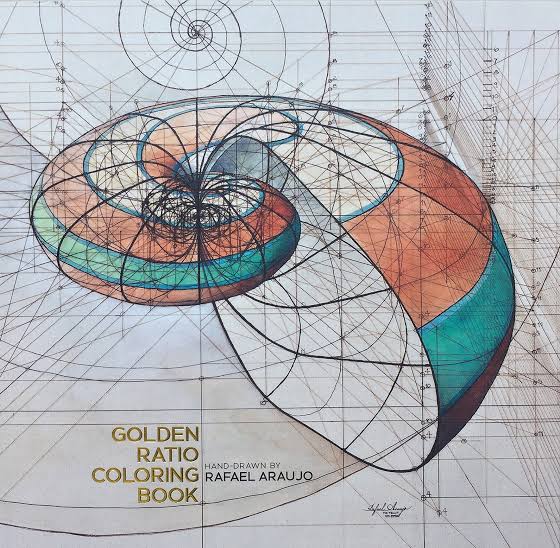 GOLDEN
RATIO
COLORING
BOOK
HAND-DRAWN BY
RAFAEL ARAUJO